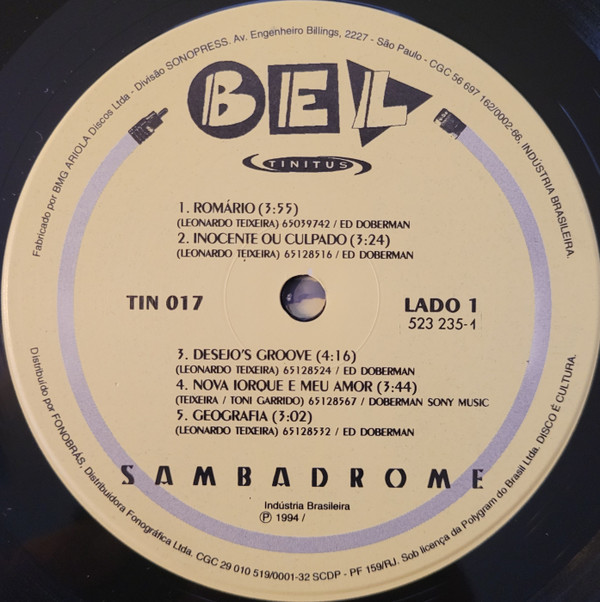 Fabricado por BMG ARIOLA Discos Ltda - Divisão SONOPRESS. Av. Engenheiro Billings, 2227 - São Paulo - CGC 56 697 162/0002-66. INDÚSTRIA BRASILEIRA.
BEL
TINITUS
1. ROMÁRIO (3:55)
(LEONARDO TEIXEIRA) 65039742 / ED DOBERMAN
2. INOCENTE OU CULPADO (3:24)
(LEONARDO TEIXEIRA) 65128516 / ED DOBERMAN
TIN 017
LADO 1
523 235-1
3. DESEJO'S GROOVE (4:16)
(LEONARDO TEIXEIRA) 65128524 / ED DOBERMAN
4. NOVA IORQUE E MEU AMOR (3:44)
(TEIXEIRA / TONI GARRIDO) 65128567 / DOBERMAN SONY MUSIC
5. GEOGRAFIA (3:02)
(LEONARDO TEIXEIRA) 65128532 / ED DOBERMAN
SAMBADROME
Indústria Brasileira
℗ 1994 /
Distribuído por FONOBRÁS, Distribuidora Fonográfica Ltda. CGC 29 010 519/0001-32 SCDP - PF 159/RJ. Sob licença da Polygram do Brasil Ltda. DISCO É CULTURA.